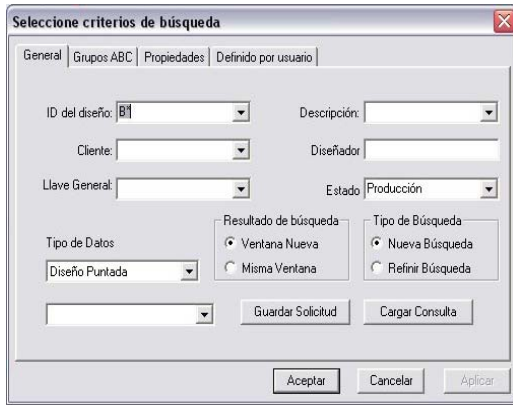 Seleccione criterios de búsqueda
General Grupos ABC Propiedades Definido por usuario
ID del diseño: B* Descripción:
Cliente: Diseñador
Llave General: Estado Producción
Resultado de búsqueda Tipo de Búsqueda
Tipo de Datos Ventana Nueva Nueva Búsqueda
Diseño Puntada Misma Ventana Refinir Búsqueda
Guardar Solicitud Cargar Consulta
Aceptar Cancelar Aplicar